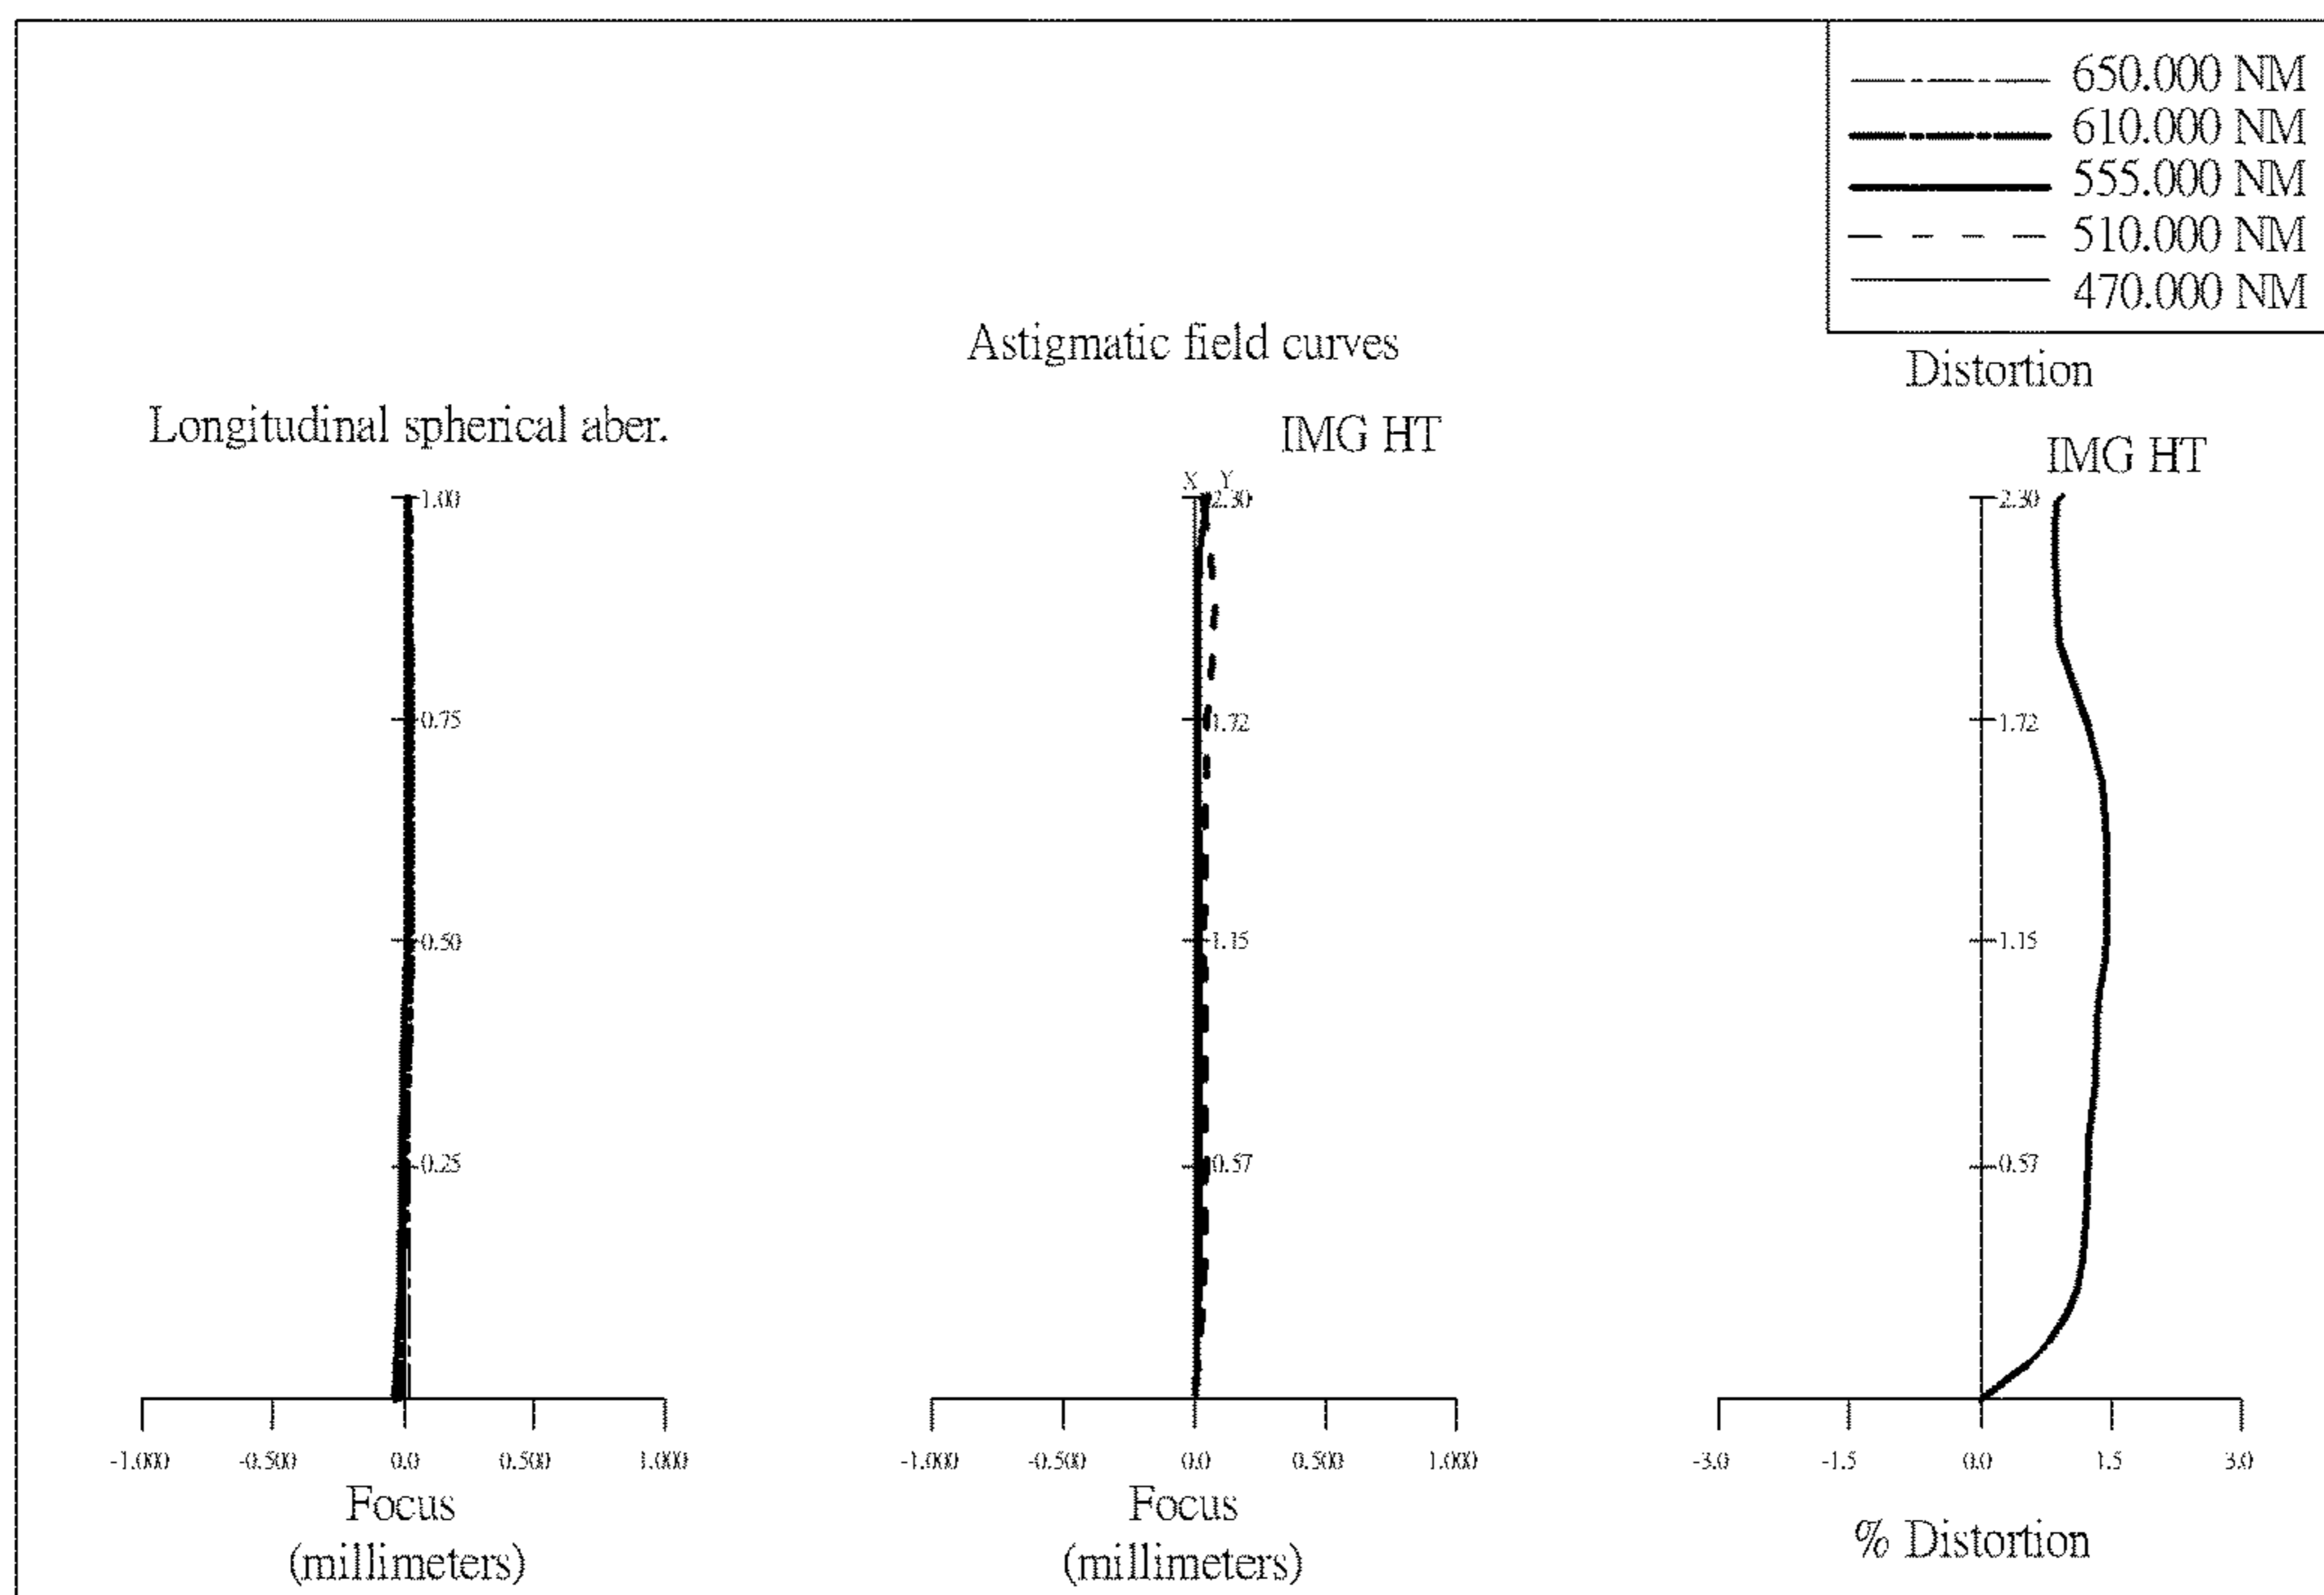 650.000 NM
610.000 NM
555.000 NM
510.000 NM
470.000 NM
Longitudinal spherical aber.
1.00
0.75
0.50
0.25
-1.000 -0.500 0.0 0.500 1.000
Focus
(millimeters)
Astigmatic field curves
IMG HT
X Y
2.30
1.72
1.15
0.57
-1.000 -0.500 0.0 0.500 1.000
Focus
(millimeters)
Distortion
IMG HT
2.30
1.72
1.15
0.57
-3.0 -1.5 0.0 1.5 3.0
% Distortion